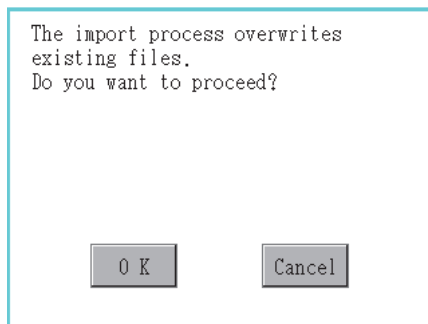 The import process overwrites
existing files.
Do you want to proceed?
O K
Cancel